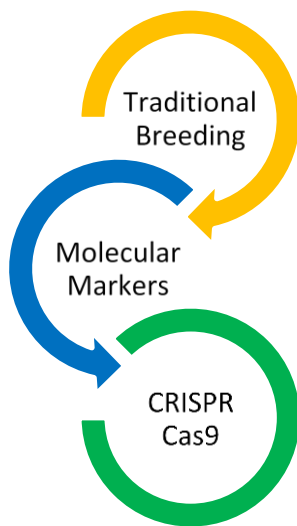 Traditional
Breeding
Molecular
Markers
CRISPR
Cas9